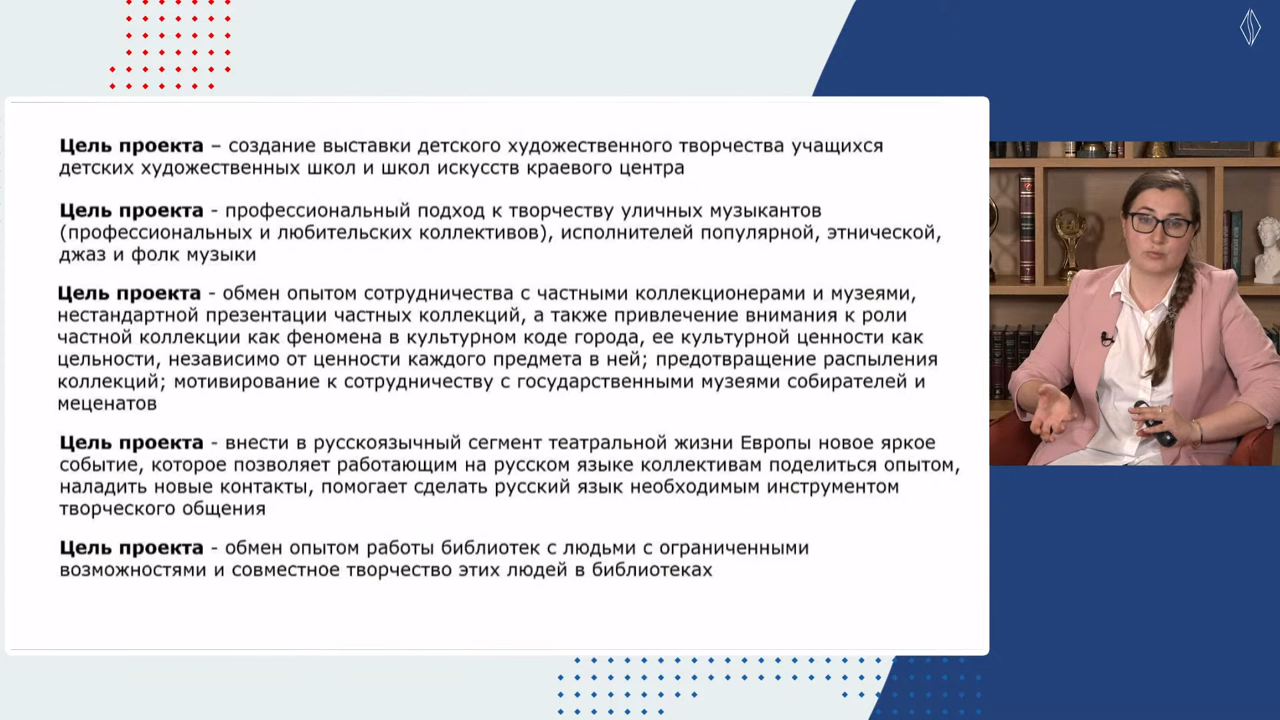 Цель проекта – создание выставки детского художественного творчества учащихся
детских художественных школ и школ искусств краевого центра
Цель проекта - профессиональный подход к творчеству уличных музыкантов
(профессиональных и любительских коллективов), исполнителей популярной, этнической,
джаз и фолк музыки
Цель проекта - обмен опытом сотрудничества с частными коллекционерами и музеями,
нестандартной презентации частных коллекций, а также привлечение внимания к роли
частной коллекции как феномена в культурном коде города, ее культурной ценности как
цельности, независимо от ценности каждого предмета в ней; предотвращение распыления
коллекций; мотивирование к сотрудничеству с государственными музеями собирателей и
меценатов
Цель проекта - внести в русскоязычный сегмент театральной жизни Европы новое яркое
событие, которое позволяет работающим на русском языке коллективам поделиться опытом,
наладить новые контакты, помогает сделать русский язык необходимым инструментом
творческого общения
Цель проекта - обмен опытом работы библиотек с людьми с ограниченными
возможностями и совместное творчество этих людей в библиотеках